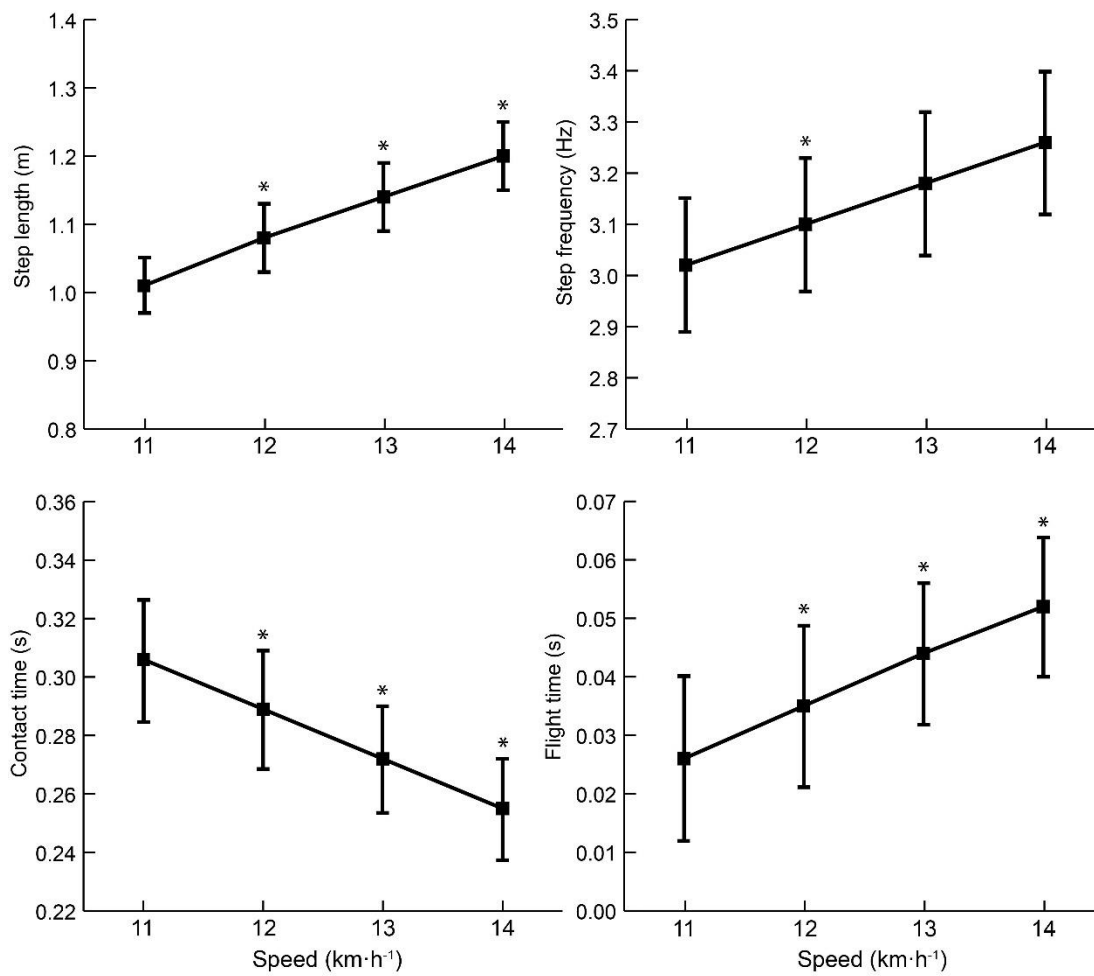 Step length (m)
1.4
1.3
1.2
1.1
1.0
0.9
0.8
* * *
11 12 13 14
Step frequency (Hz)
3.5
3.4
3.3
3.2
3.1
3.0
2.9
2.8
2.7
*
11 12 13 14
Contact time (s)
0.36
0.34
0.32
0.30
0.28
0.26
0.24
0.22
* * *
11 12 13 14
Speed (km·h⁻¹)
Flight time (s)
0.07
0.06
0.05
0.04
0.03
0.02
0.01
0.00
* * *
11 12 13 14
Speed (km·h⁻¹)